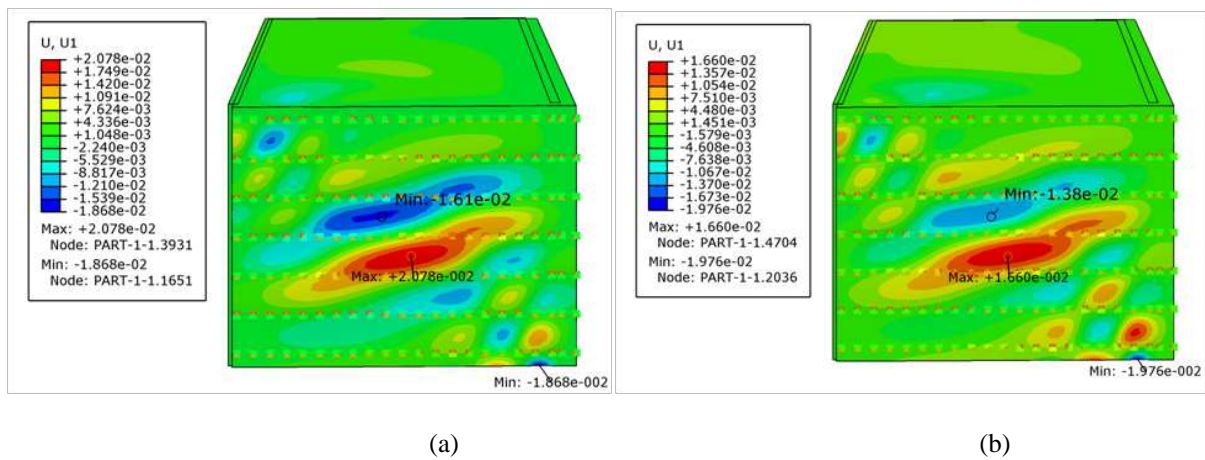 U, U1
+2.078e-02
+1.749e-02
+1.420e-02
+1.091e-02
+7.624e-03
+4.336e-03
+1.048e-03
-2.240e-03
-5.529e-03
-8.817e-03
-1.210e-02
-1.539e-02
-1.868e-02
Max: +2.078e-02
Node: PART-1-1.3931
Min: -1.868e-02
Node: PART-1-1.1651
Min: -1.61e-02
Max: +2.078e-002
Min: -1.868e-002
U, U1
+1.660e-02
+1.357e-02
+1.054e-02
+7.510e-03
+4.480e-03
+1.451e-03
-1.579e-03
-4.608e-03
-7.638e-03
-1.067e-02
-1.370e-02
-1.673e-02
-1.976e-02
Max: +1.660e-02
Node: PART-1-1.4704
Min: -1.976e-02
Node: PART-1-1.2036
Min: -1.38e-02
Max: +1.660e-002
Min: -1.976e-002
(a)
(b)